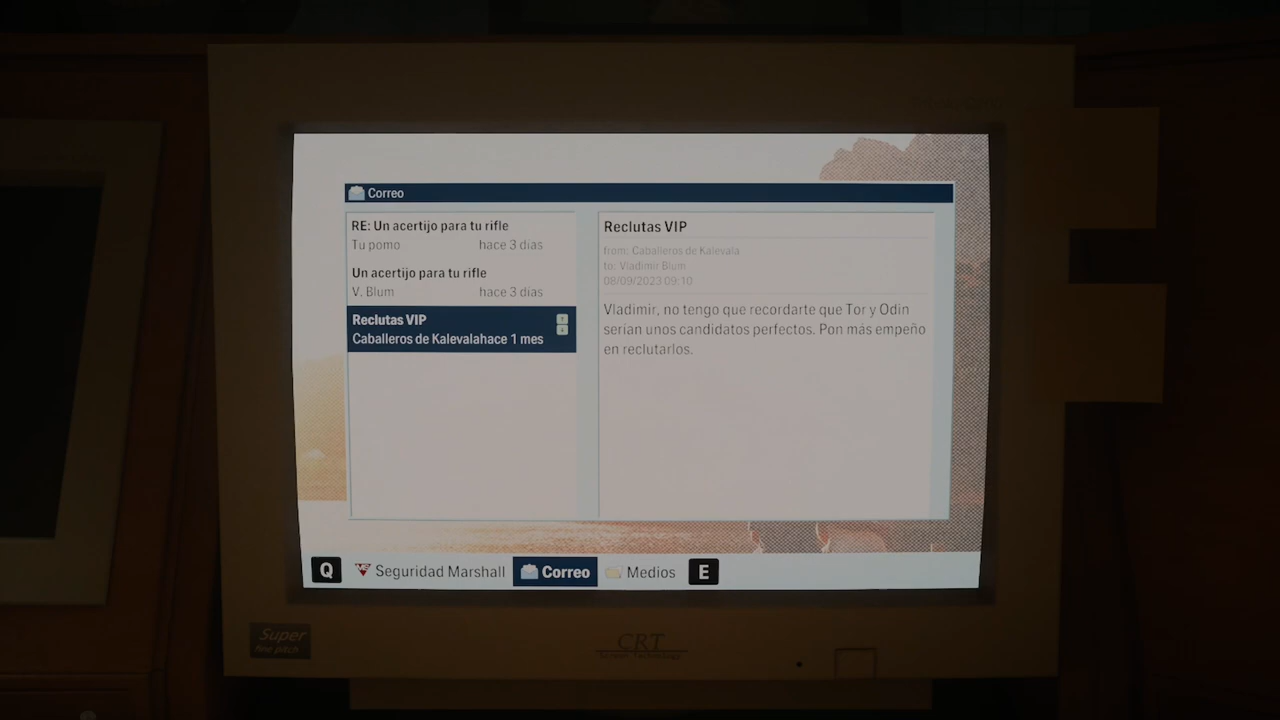 Correo
RE: Un acertijo para tu rifle
Tu pomo hace 3 días
Un acertijo para tu rifle
V. Blum hace 3 días
Reclutas VIP
Caballeros de Kalevalahace 1 mes
Reclutas VIP
from: Caballeros de Kalevala
to: Vladimir Blum
08/09/2023 09:10
Vladimir, no tengo que recordarte que Tor y Odín
serían unos candidatos perfectos. Pon más empeño
en reclutarlos.
Q Seguridad Marshall Correo Medios E
Super
fine pitch
CRT